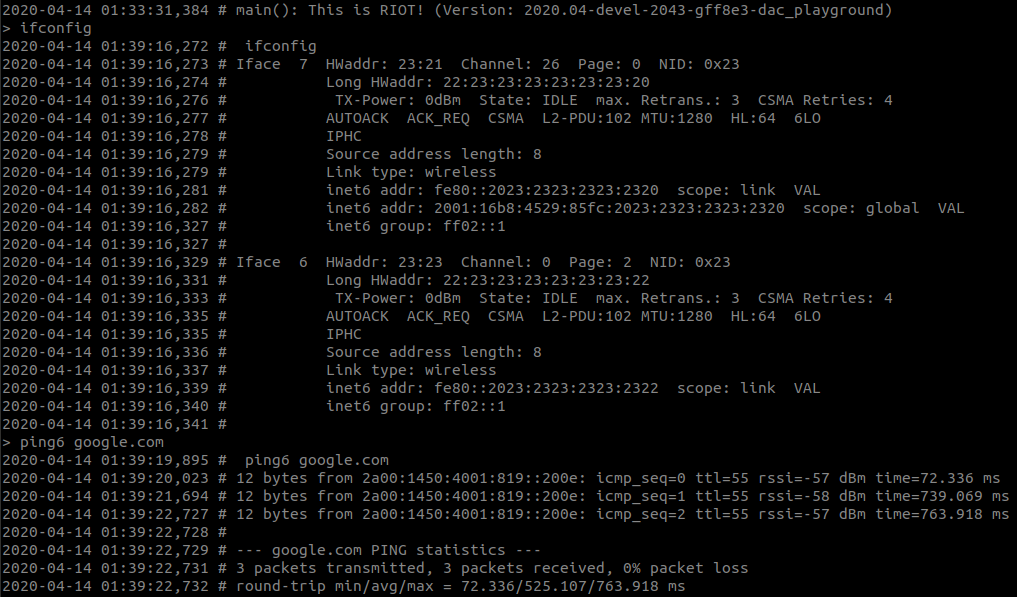 2020-04-14 01:33:31,384 # main(): This is RIOT! (Version: 2020.04-devel-2043-gff8e3-dac_playground)
> ifconfig
2020-04-14 01:39:16,272 #  ifconfig
2020-04-14 01:39:16,273 # Iface  7  HWaddr: 23:21  Channel: 26  Page: 0  NID: 0x23
2020-04-14 01:39:16,274 #           Long HWaddr: 22:23:23:23:23:23:23:20
2020-04-14 01:39:16,276 #            TX-Power: 0dBm  State: IDLE  max. Retrans.: 3  CSMA Retries: 4
2020-04-14 01:39:16,277 #           AUTOACK  ACK_REQ  CSMA  L2-PDU:102 MTU:1280  HL:64  6LO
2020-04-14 01:39:16,278 #           IPHC
2020-04-14 01:39:16,279 #           Source address length: 8
2020-04-14 01:39:16,279 #           Link type: wireless
2020-04-14 01:39:16,281 #           inet6 addr: fe80::2023:2323:2323:2320  scope: link  VAL
2020-04-14 01:39:16,282 #           inet6 addr: 2001:16b8:4529:85fc:2023:2323:2323:2320  scope: global  VAL
2020-04-14 01:39:16,327 #           inet6 group: ff02::1
2020-04-14 01:39:16,327 #
2020-04-14 01:39:16,329 # Iface  6  HWaddr: 23:23  Channel: 0  Page: 2  NID: 0x23
2020-04-14 01:39:16,331 #           Long HWaddr: 22:23:23:23:23:23:23:22
2020-04-14 01:39:16,333 #            TX-Power: 0dBm  State: IDLE  max. Retrans.: 3  CSMA Retries: 4
2020-04-14 01:39:16,335 #           AUTOACK  ACK_REQ  CSMA  L2-PDU:102 MTU:1280  HL:64  6LO
2020-04-14 01:39:16,335 #           IPHC
2020-04-14 01:39:16,336 #           Source address length: 8
2020-04-14 01:39:16,337 #           Link type: wireless
2020-04-14 01:39:16,339 #           inet6 addr: fe80::2023:2323:2323:2322  scope: link  VAL
2020-04-14 01:39:16,340 #           inet6 group: ff02::1
2020-04-14 01:39:16,341 #
> ping6 google.com
2020-04-14 01:39:19,895 #  ping6 google.com
2020-04-14 01:39:20,023 # 12 bytes from 2a00:1450:4001:819::200e: icmp_seq=0 ttl=55 rssi=-57 dBm time=72.336 ms
2020-04-14 01:39:21,694 # 12 bytes from 2a00:1450:4001:819::200e: icmp_seq=1 ttl=55 rssi=-58 dBm time=739.069 ms
2020-04-14 01:39:22,727 # 12 bytes from 2a00:1450:4001:819::200e: icmp_seq=2 ttl=55 rssi=-57 dBm time=763.918 ms
2020-04-14 01:39:22,728 #
2020-04-14 01:39:22,729 # --- google.com PING statistics ---
2020-04-14 01:39:22,731 # 3 packets transmitted, 3 packets received, 0% packet loss
2020-04-14 01:39:22,732 # round-trip min/avg/max = 72.336/525.107/763.918 ms